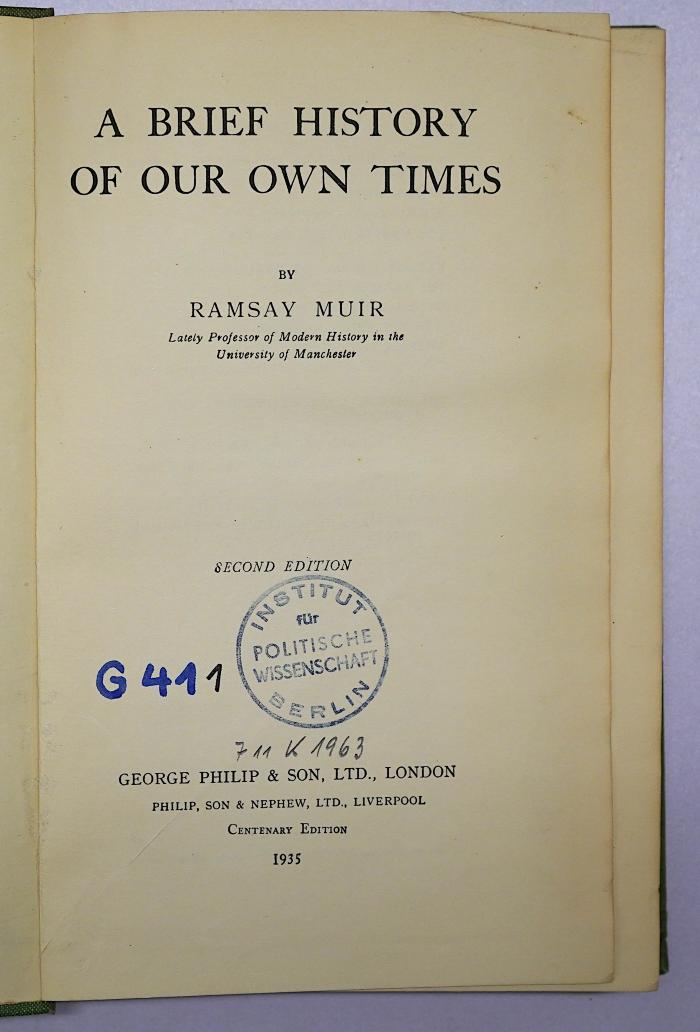 A BRIEF HISTORY
OF OUR OWN TIMES
BY
RAMSAY MUIR
Lately Professor of Modern History in the
University of Manchester
SECOND EDITION
INSTITUT
für
POLITISCHE
WISSENSCHAFT
BERLIN
G 411
711 K 1963
GEORGE PHILIP & SON, LTD., LONDON
PHILIP, SON & NEPHEW, LTD., LIVERPOOL
CENTENARY EDITION
1935